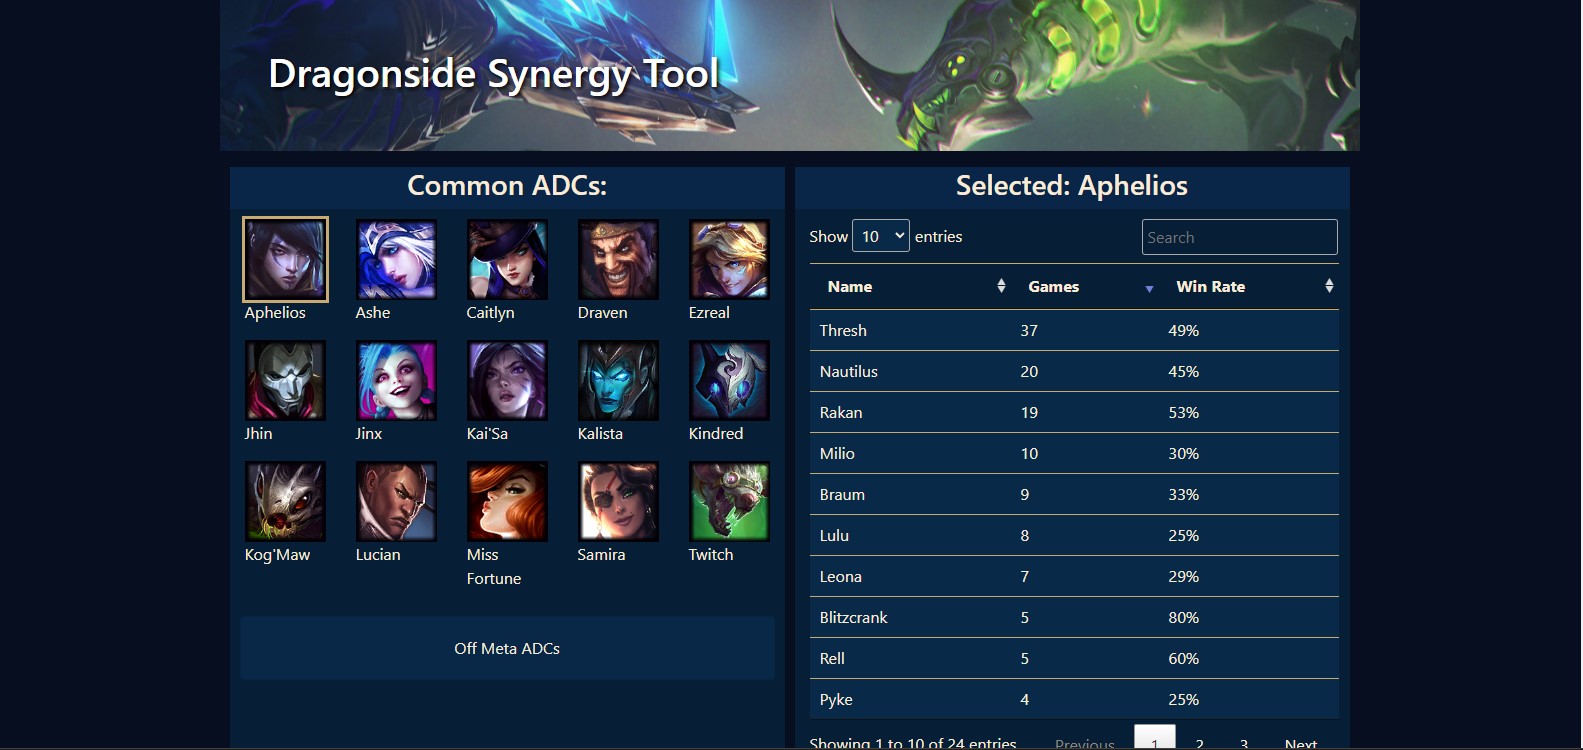 Dragonside Synergy Tool
Common ADCs:
Aphelios Ashe Caitlyn Draven Ezreal
Jhin Jinx Kai'Sa Kalista Kindred
Kog'Maw Lucian Miss Samira Twitch
Fortune
Off Meta ADCs
Selected: Aphelios
Show 10 entries Search
Name Games Win Rate
Thresh 37 49%
Nautilus 20 45%
Rakan 19 53%
Milio 10 30%
Braum 9 33%
Lulu 8 25%
Leona 7 29%
Blitzcrank 5 80%
Rell 5 60%
Pyke 4 25%
Showing 1 to 10 of 24 entries Previous 1 2 3 Next